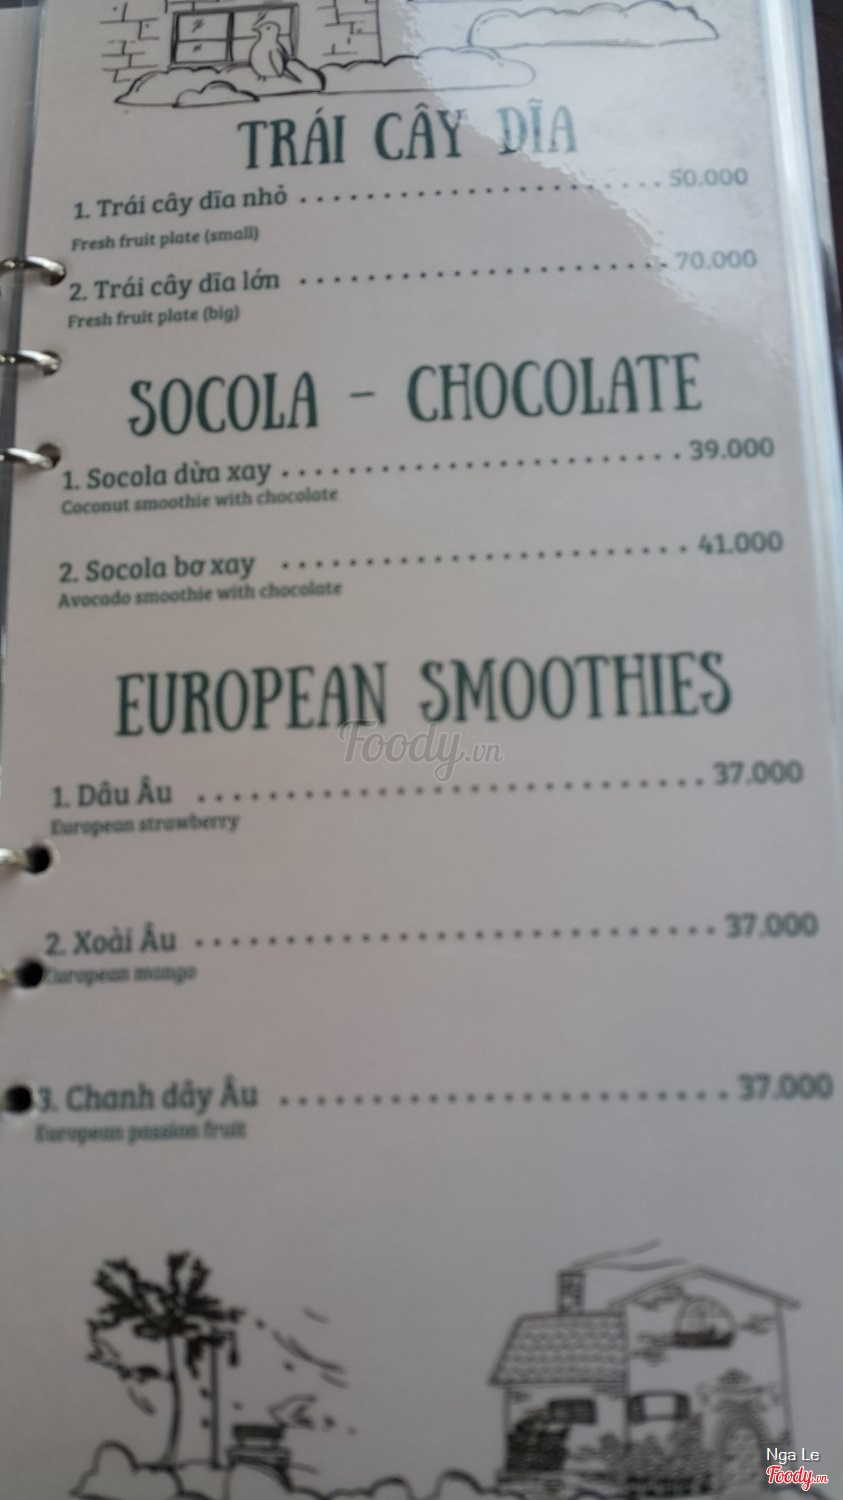 TRÁI CÂY DĨA
1. Trái cây dĩa nhỏ .......................... 50.000
Fresh fruit plate (small)
2. Trái cây dĩa lớn .......................... 70.000
Fresh fruit plate (big)
SOCOLA - CHOCOLATE
1. Socola dừa xay .......................... 39.000
Coconut smoothie with chocolate
2. Socola bơ xay .......................... 41.000
Avocado smoothie with chocolate
EUROPEAN SMOOTHIES
Foody.vn
1. Dâu Âu .......................... 37.000
European strawberry
2. Xoài Âu .......................... 37.000
European mango
3. Chanh dây Âu .......................... 37.000
European passion fruit
Nga Le
Foody.vn